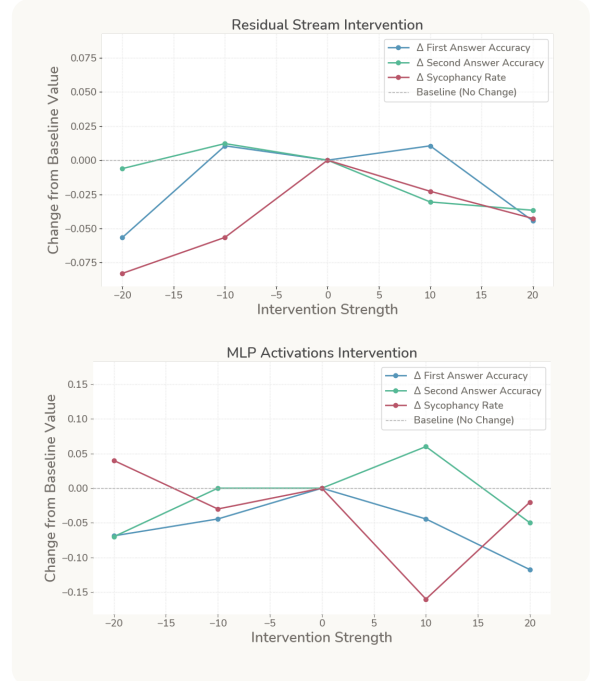 Residual Stream Intervention
Δ First Answer Accuracy
Δ Second Answer Accuracy
Δ Sycophancy Rate
Baseline (No Change)
Change from Baseline Value
0.075
0.050
0.025
0.000
−0.025
−0.050
−0.075
−20 −15 −10 −5 0 5 10 15 20
Intervention Strength
MLP Activations Intervention
Δ First Answer Accuracy
Δ Second Answer Accuracy
Δ Sycophancy Rate
Baseline (No Change)
Change from Baseline Value
0.15
0.10
0.05
0.00
−0.05
−0.10
−0.15
−20 −15 −10 −5 0 5 10 15 20
Intervention Strength